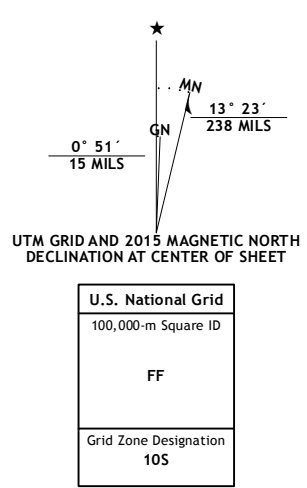 ★
MN
GN
13° 23´
238 MILS
0° 51´
15 MILS
UTM GRID AND 2015 MAGNETIC NORTH
DECLINATION AT CENTER OF SHEET
U.S. National Grid
100,000-m Square ID
FF
Grid Zone Designation
10S